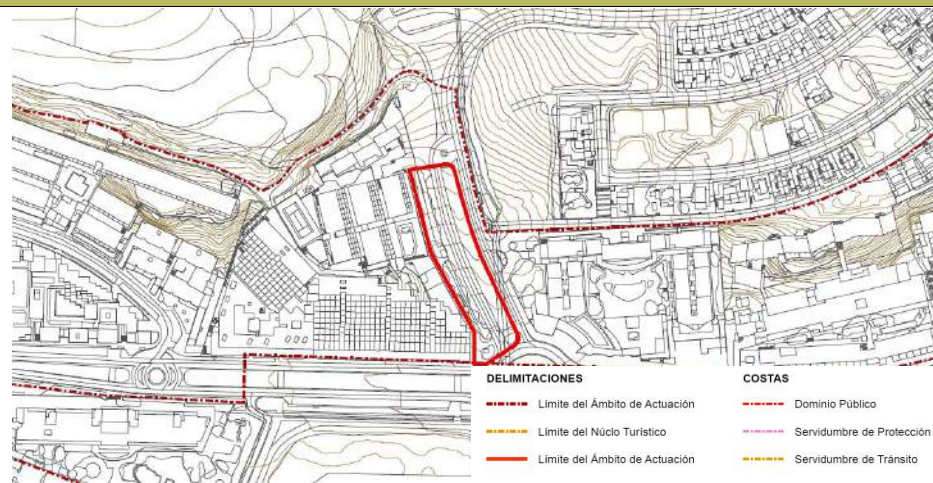 DELIMITACIONES
Límite del Ámbito de Actuación
Límite del Núclo Turístico
Límite del Ámbito de Actuación
COSTAS
Dominio Público
Servidumbre de Protección
Servidumbre de Tránsito